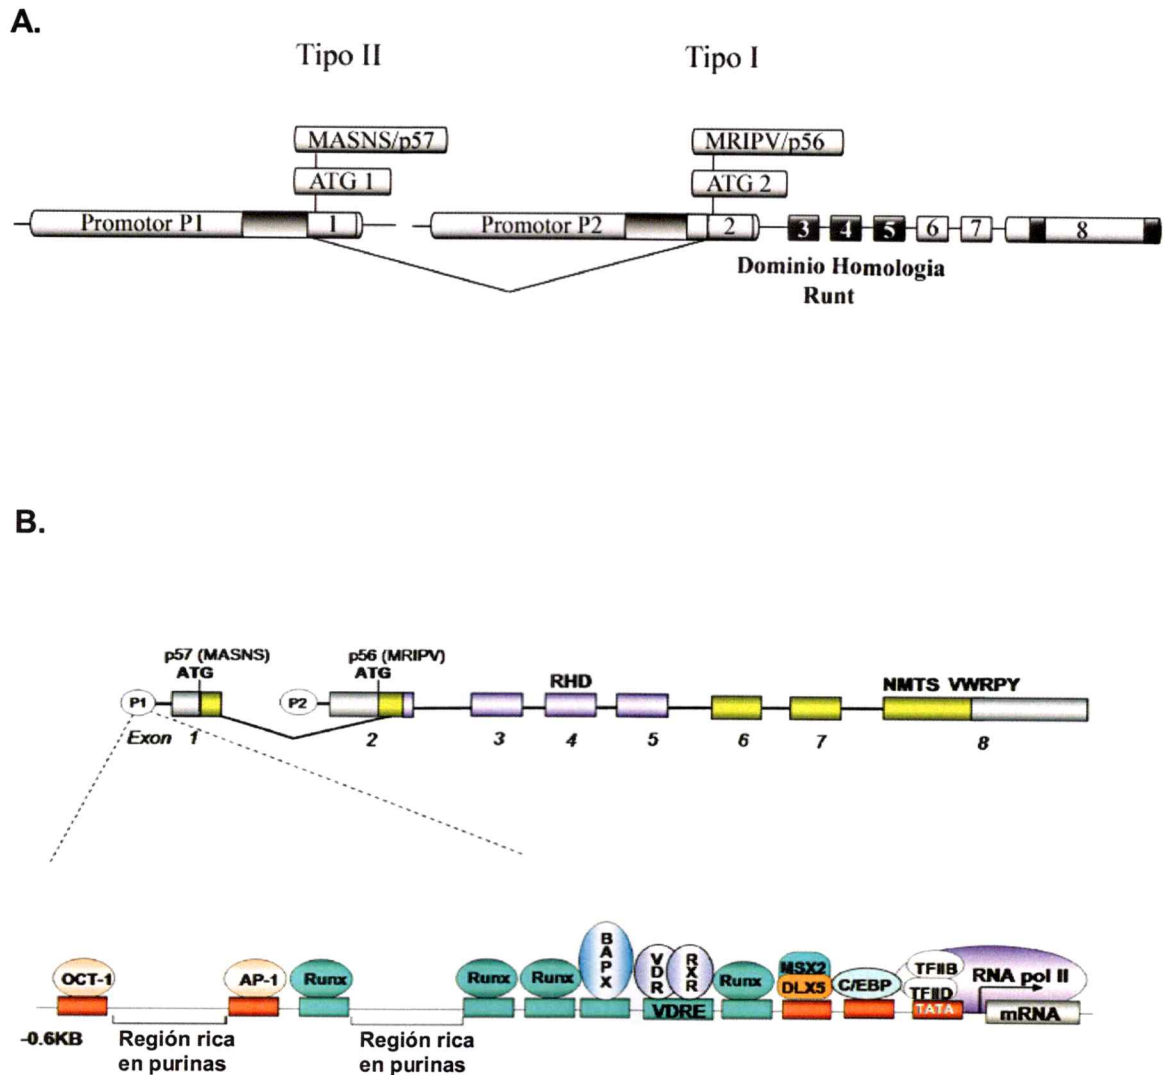 A.
Tipo II
Tipo I
MASNS/p57
MRIPV/p56
ATG 1
ATG 2
Promotor P1
1
Promotor P2
2
3
4
5
6
7
8
Dominio Homologia
Runt
B.
p57 (MASNS)
ATG
p56 (MRIPV)
ATG
RHD
NMTS VWRPY
P1
P2
Exon
1
2
3
4
5
6
7
8
OCT-1
AP-1
Runx
Runx
Runx
BAPX
VDR
RXR
VDRE
Runx
MSX2
DLX5
C/EBP
TFIIB
TFIID
TATA
RNA pol II
mRNA
-0.6KB
Región rica
en purinas
Región rica
en purinas